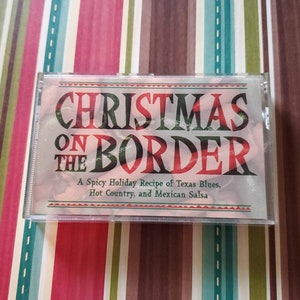 CHRISTMAS
ON
THE BORDER
A Spicy Holiday Recipe of Texas Blues,
Hot Country, and Mexican Salsa